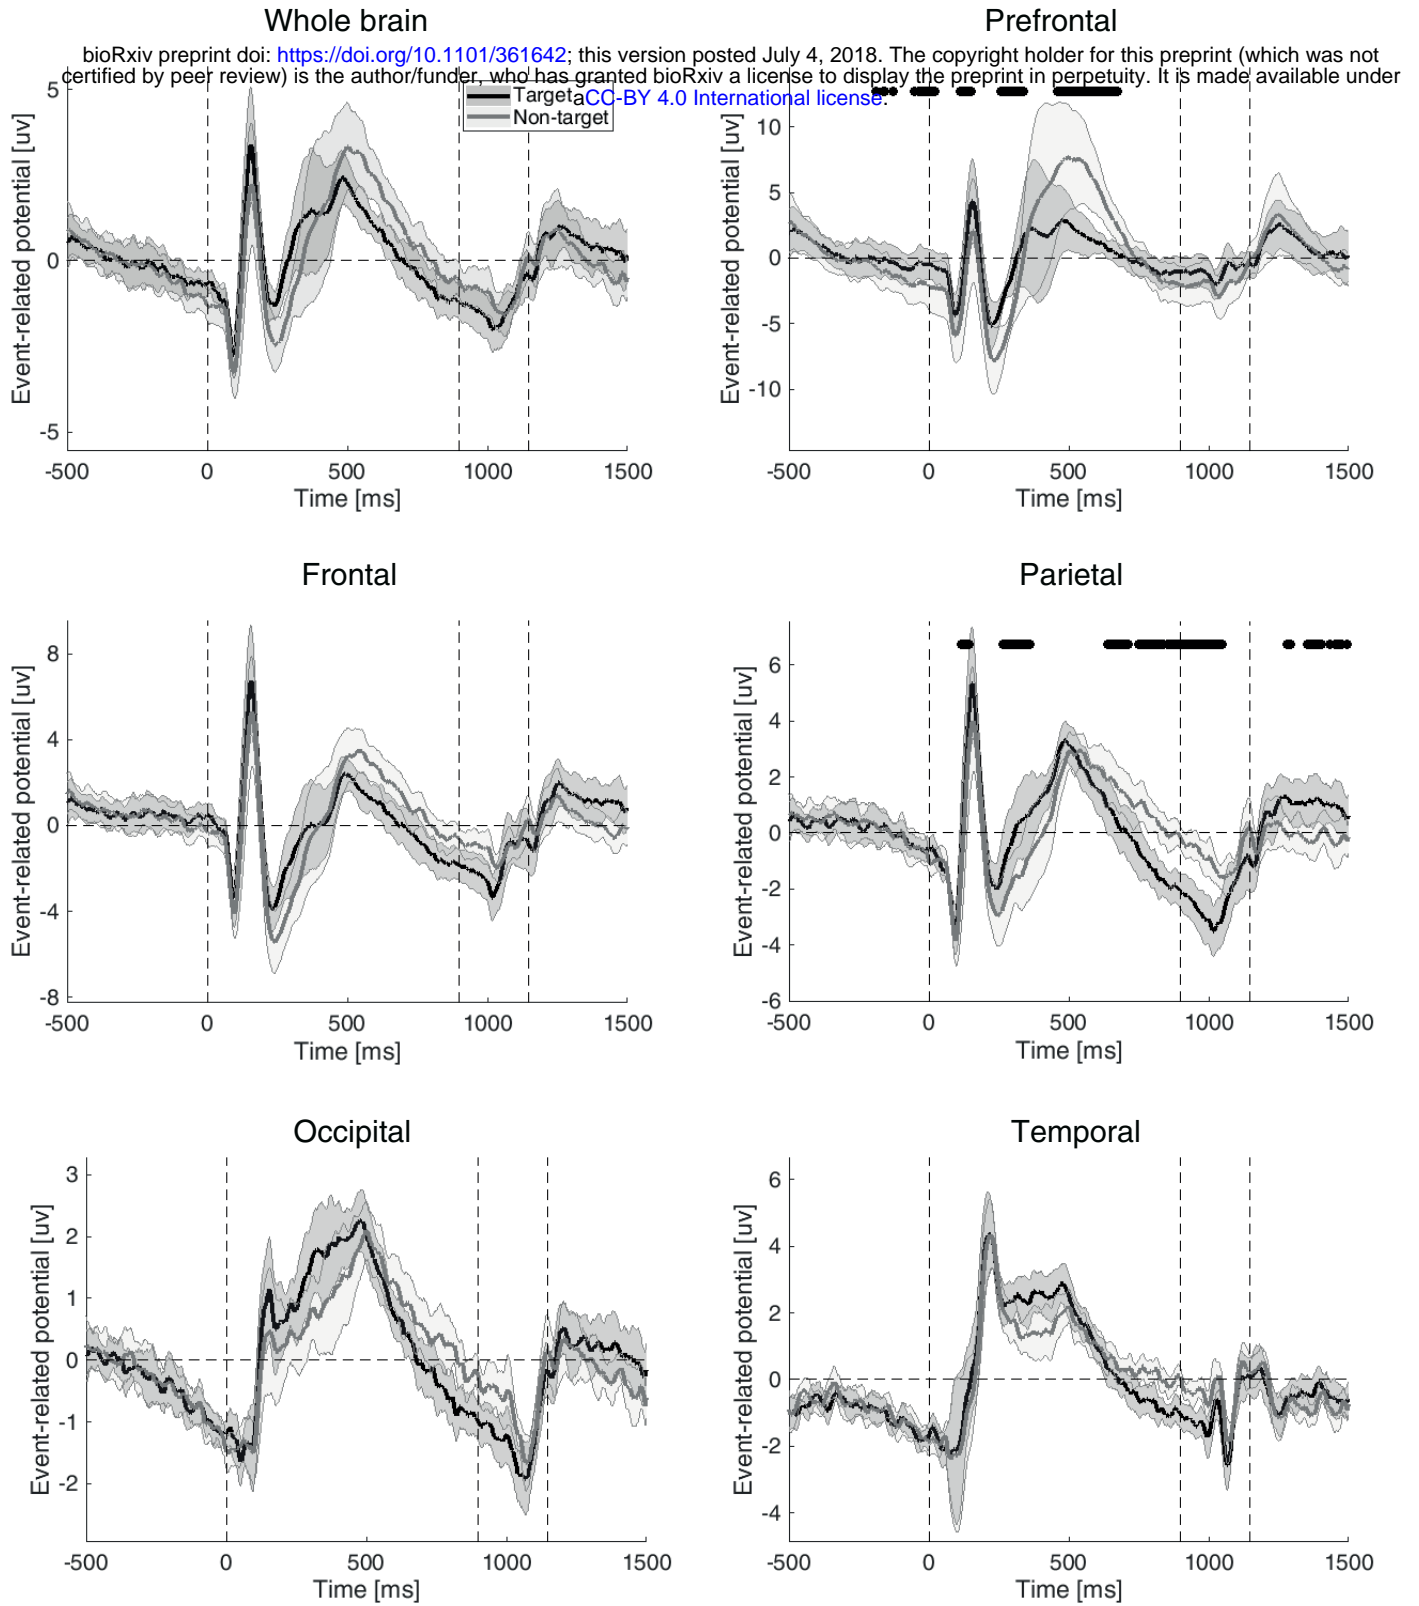 Whole brain
Prefrontal
bioRxiv preprint doi: https://doi.org/10.1101/361642; this version posted July 4, 2018. The copyright holder for this preprint (which was not
certified by peer review) is the author/funder, who has granted bioRxiv a license to display the preprint in perpetuity. It is made available under
aCC-BY 4.0 International license.
Target
Non-target
Event-related potential [uv]
5
0
-5
-500 0 500 1000 1500
Time [ms]
Event-related potential [uv]
10
5
0
-5
-10
-500 0 500 1000 1500
Time [ms]
Frontal
Event-related potential [uv]
8
4
0
-4
-8
-500 0 500 1000 1500
Time [ms]
Parietal
Event-related potential [uv]
6
4
2
0
-2
-4
-6
-500 0 500 1000 1500
Time [ms]
Occipital
Event-related potential [uv]
3
2
1
0
-1
-2
-500 0 500 1000 1500
Time [ms]
Temporal
Event-related potential [uv]
6
4
2
0
-2
-4
-500 0 500 1000 1500
Time [ms]